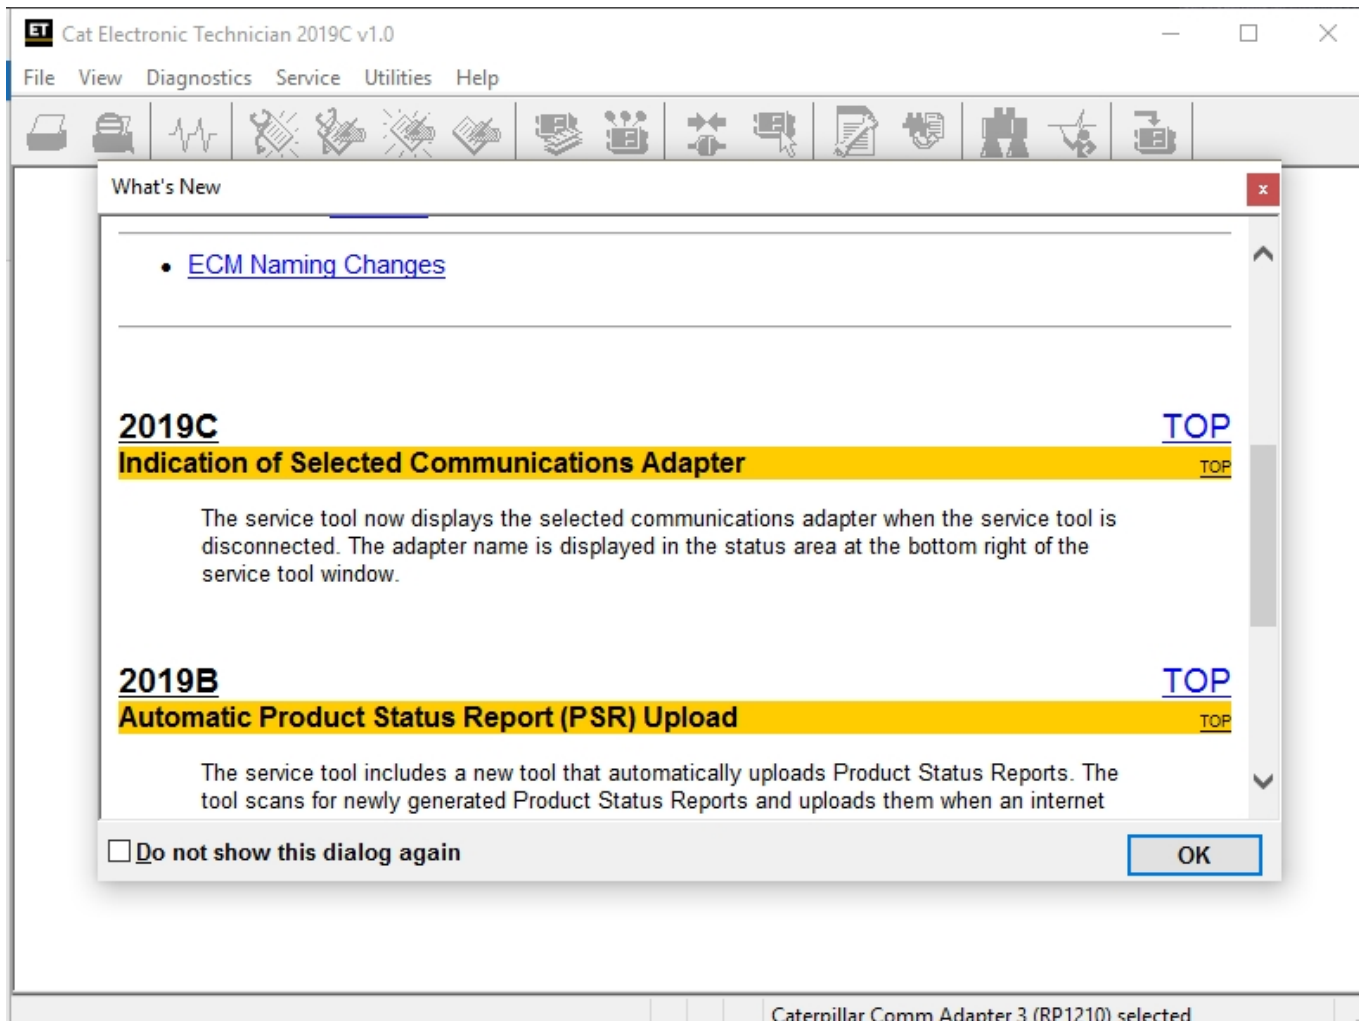 ET Cat Electronic Technician 2019C v1.0
File View Diagnostics Service Utilities Help
What's New
x
• ECM Naming Changes
2019C TOP
Indication of Selected Communications Adapter TOP
The service tool now displays the selected communications adapter when the service tool is
disconnected. The adapter name is displayed in the status area at the bottom right of the
service tool window.
2019B TOP
Automatic Product Status Report (PSR) Upload TOP
The service tool includes a new tool that automatically uploads Product Status Reports. The
tool scans for newly generated Product Status Reports and uploads them when an internet
Do not show this dialog again
OK
Caterpillar Comm Adapter 3 (RP1210) selected